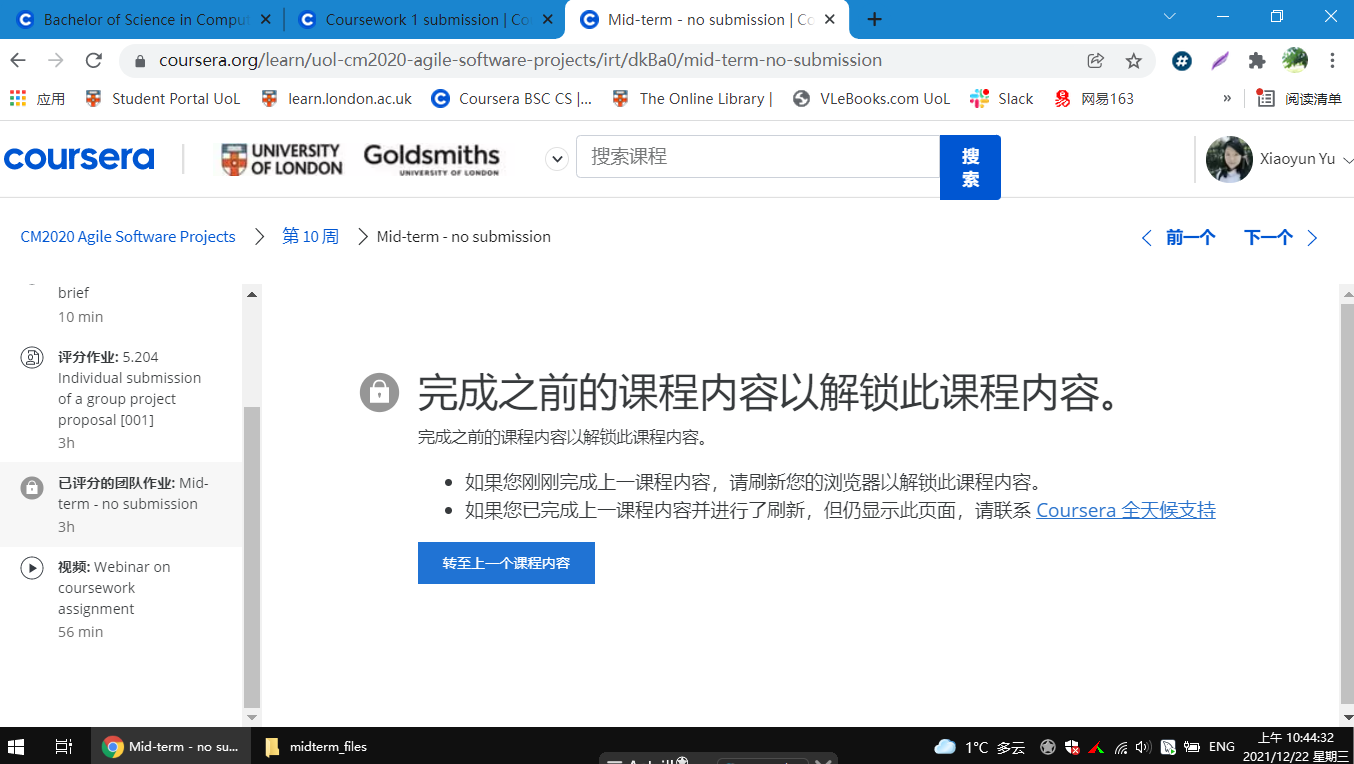 Bachelor of Science in Comput
Coursework 1 submission | Co
Mid-term - no submission | Co
coursera.org/learn/uol-cm2020-agile-software-projects/irt/dkBa0/mid-term-no-submission
应用
Student Portal UoL
learn.london.ac.uk
Coursera BSC CS |...
The Online Library |
VLeBooks.com UoL
Slack
网易163
»
阅读清单
coursera
UNIVERSITY
OF LONDON
Goldsmiths
UNIVERSITY OF LONDON
搜索课程
搜
索
Xiaoyun Yu
CM2020 Agile Software Projects
第 10 周
Mid-term - no submission
前一个
下一个
brief
10 min
评分作业: 5.204
Individual submission
of a group project
proposal [001]
3h
已评分的团队作业: Mid-
term - no submission
3h
视频: Webinar on
coursework
assignment
56 min
完成之前的课程内容以解锁此课程内容。
完成之前的课程内容以解锁此课程内容。
• 如果您刚刚完成上一课程内容，请刷新您的浏览器以解锁此课程内容。
• 如果您已完成上一课程内容并进行了刷新，但仍显示此页面，请联系 Coursera 全天候支持
转至上一个课程内容
Mid-term - no su...
midterm_files
1°C 多云
ENG
上午 10:44:32
2021/12/22 星期三